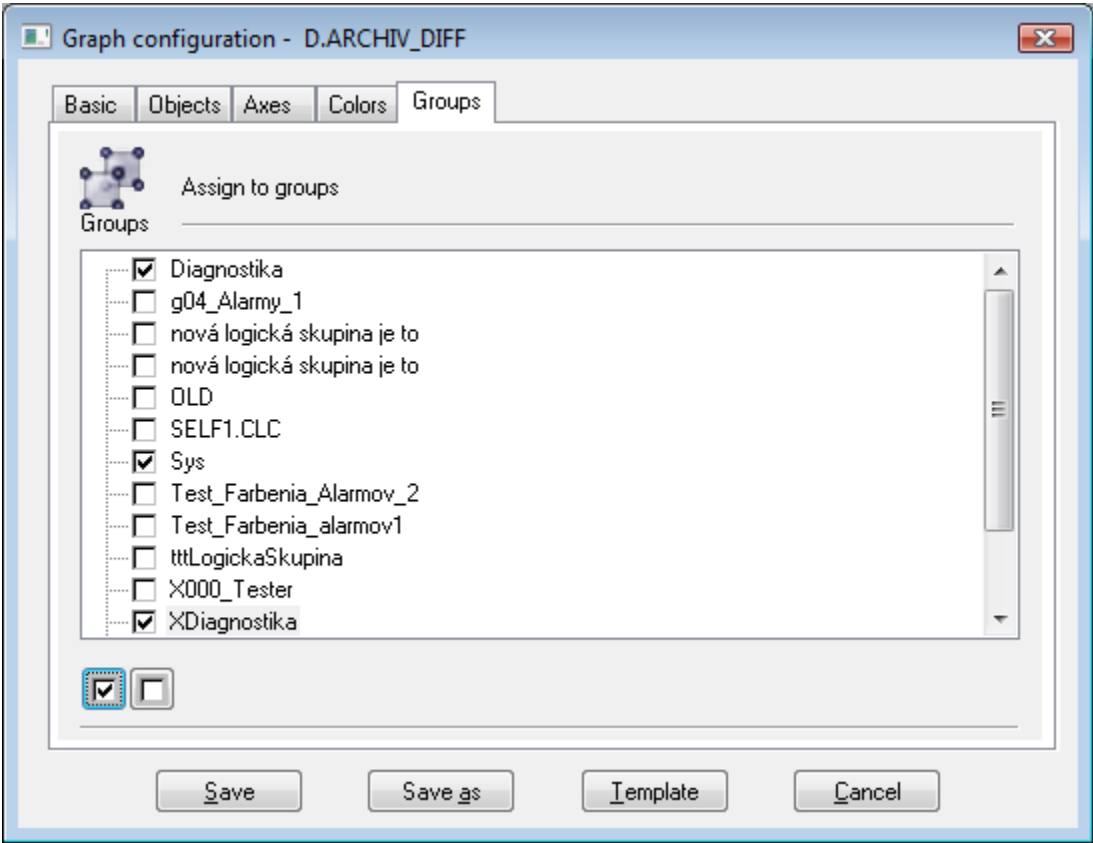 Graph configuration - D.ARCHIV_DIFF
Basic Objects Axes Colors Groups
Assign to groups
Groups
Diagnostika
g04_Alarmy_1
nová logická skupina je to
nová logická skupina je to
OLD
SELF1.CLC
Sys
Test_Farbenia_Alarmov_2
Test_Farbenia_alarmov1
tttLogickaSkupina
X000_Tester
XDiagnostika
Save Save as Template Cancel